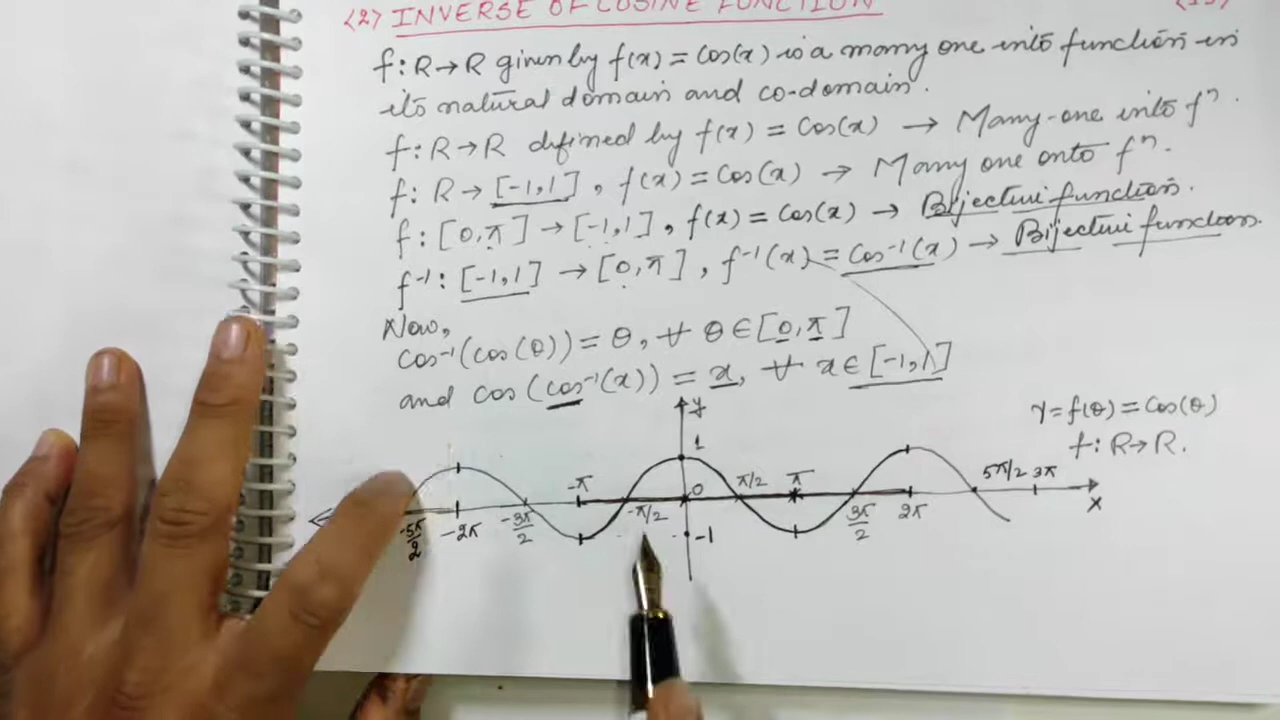 (2) INVERSE OF COSINE FUNCTION
f: R→R given by f(x) = Cos(x) is a many one into function in
its natural domain and co-domain.
f: R→R defined by f(x) = Cos(x) → Many-one into fⁿ.
f: R→[-1,1], f(x) = Cos(x) → Many one onto fⁿ.
f: [0,π]→[-1,1], f(x) = Cos(x) → Bijective function.
f⁻¹: [-1,1] → [0,π], f⁻¹(x) = Cos⁻¹(x) → Bijective function.
Now,
cos⁻¹(cos(θ)) = θ, ∀ θ∈[0,π]
and cos(cos⁻¹(x)) = x, ∀ x∈[-1,1]
y
Y=f(θ)=Cos(θ)
f: R→R.
1
-π 0 π/2 π 5π/2 3π
-5π/2 -2π -3π/2 -π/2 3π/2 2π X
-1